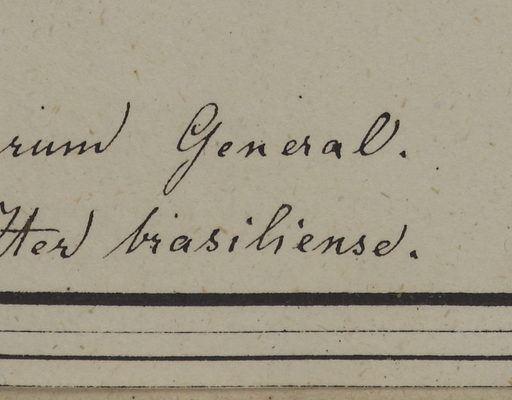 rum General.
Iter brasiliense.